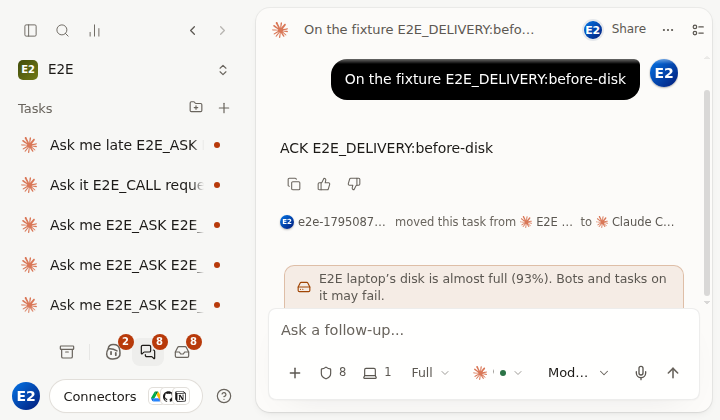 E2 E2E
Tasks
Ask me late E2E_ASK
Ask it E2E_CALL reque
Ask me E2E_ASK E2E_
Ask me E2E_ASK E2E_
Ask me E2E_ASK E2E_
2 8 8
E2 Connectors
On the fixture E2E_DELIVERY:befo… E2 Share
On the fixture E2E_DELIVERY:before-disk E2
ACK E2E_DELIVERY:before-disk
E2 e2e-1795087… moved this task from E2E … to Claude C…
E2E laptop’s disk is almost full (93%). Bots and tasks on
it may fail.
Ask a follow-up…
8 1 Full Mod…